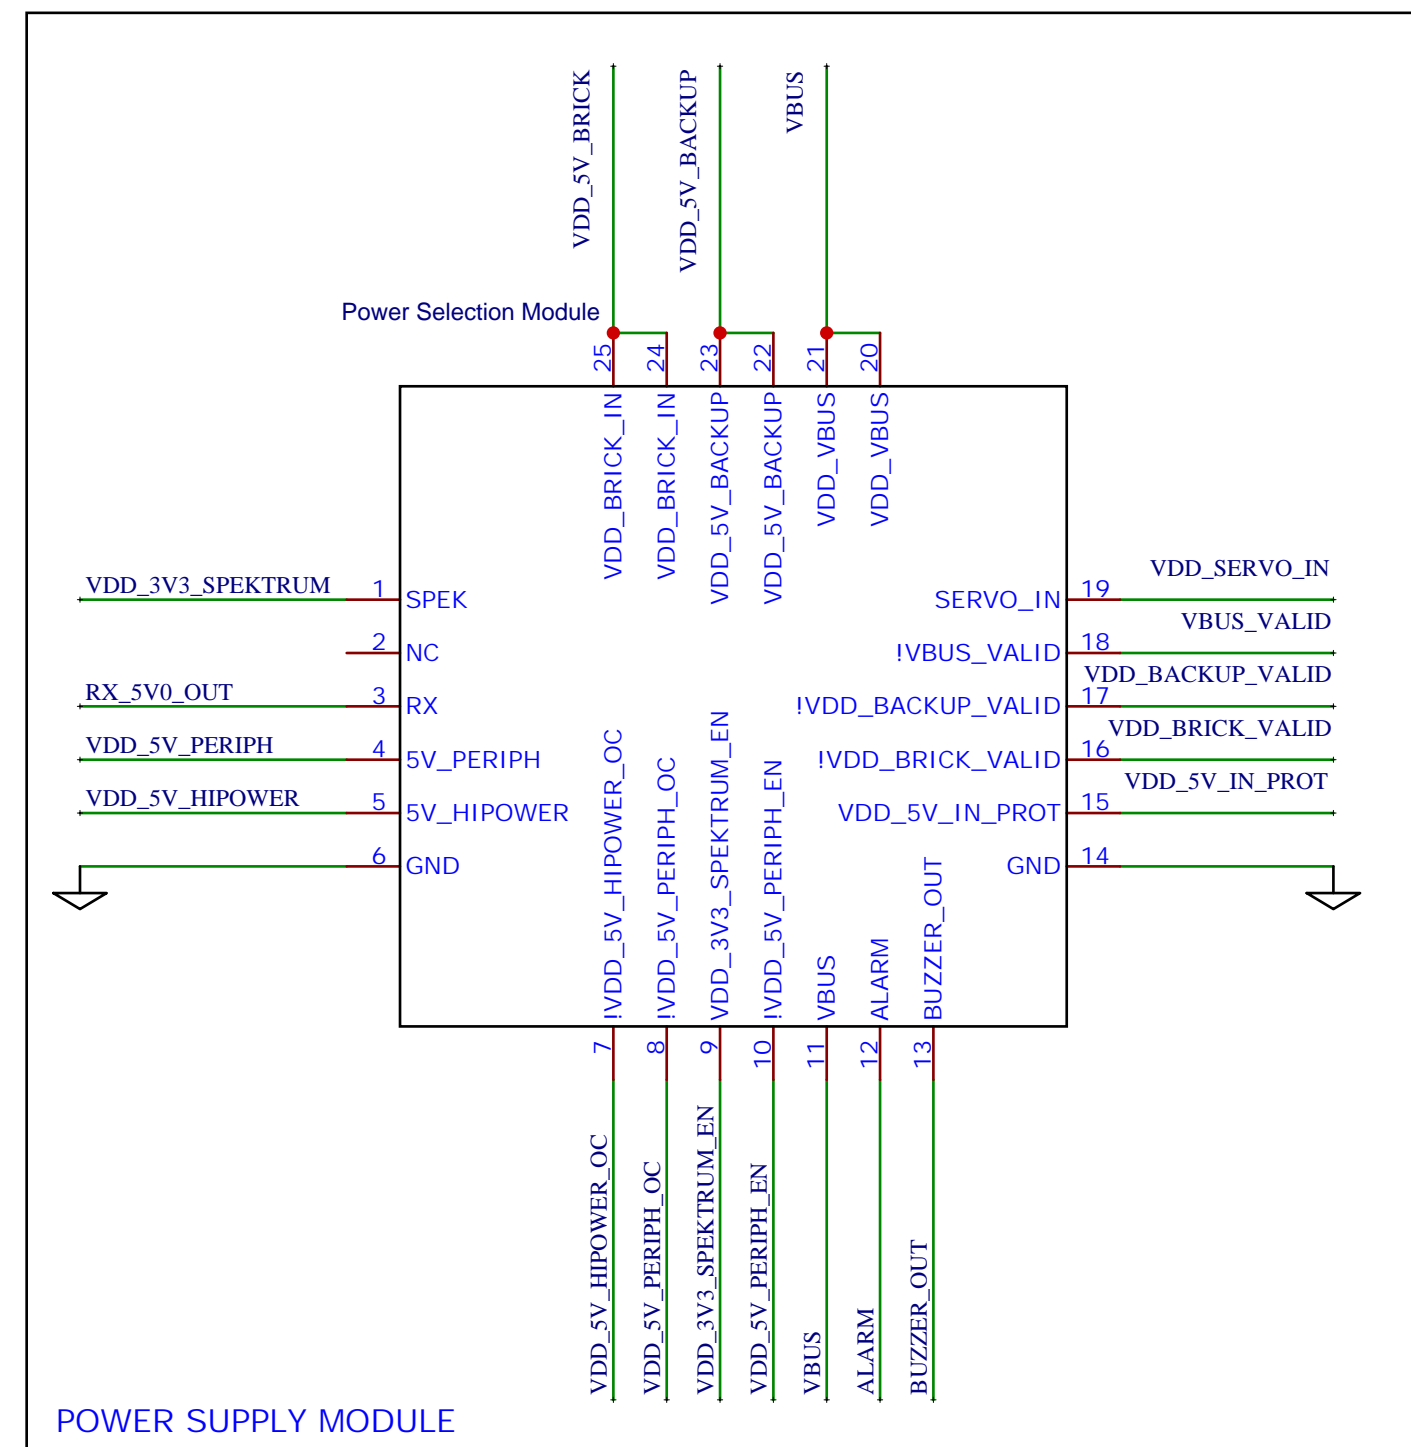 VDD_5V_BRICK
VDD_5V_BACKUP
VBUS
Power Selection Module
25
24
23
22
21
20
VDD_BRICK_IN
VDD_BRICK_IN
VDD_5V_BACKUP
VDD_5V_BACKUP
VDD_VBUS
VDD_VBUS
VDD_3V3_SPEKTRUM 1 SPEK
2 NC
RX_5V0_OUT 3 RX
VDD_5V_PERIPH 4 5V_PERIPH
VDD_5V_HIPOWER 5 5V_HIPOWER
6 GND
SERVO_IN 19 VDD_SERVO_IN
!VBUS_VALID 18 VBUS_VALID
!VDD_BACKUP_VALID 17 VDD_BACKUP_VALID
!VDD_BRICK_VALID 16 VDD_BRICK_VALID
VDD_5V_IN_PROT 15 VDD_5V_IN_PROT
GND 14
!VDD_5V_HIPOWER_OC
!VDD_5V_PERIPH_OC
VDD_3V3_SPEKTRUM_EN
!VDD_5V_PERIPH_EN
VBUS
ALARM
BUZZER_OUT
7
8
9
10
11
12
13
VDD_5V_HIPOWER_OC
VDD_5V_PERIPH_OC
VDD_3V3_SPEKTRUM_EN
VDD_5V_PERIPH_EN
VBUS
ALARM
BUZZER_OUT
POWER SUPPLY MODULE